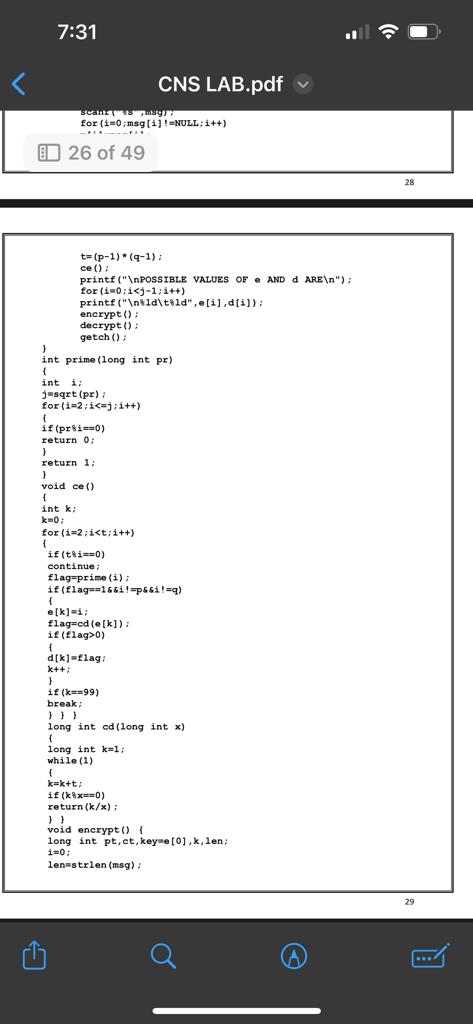 7:31
CNS LAB.pdf
scanf("%s",msg);
for(i=0;msg[i]!=NULL;i++)
26 of 49
28
t=(p-1)*(q-1);
ce();
printf("\nPOSSIBLE VALUES OF e AND d ARE\n");
for(i=0;i<j-1;i++)
printf("\n%ld\t%ld",e[i],d[i]);
encrypt();
decrypt();
getch();
}
int prime(long int pr)
{
int i;
j=sqrt(pr);
for(i=2;i<=j;i++)
{
if(pr%i==0)
return 0;
}
return 1;
}
void ce()
{
int k;
k=0;
for(i=2;i<t;i++)
{
if(t%i==0)
continue;
flag=prime(i);
if(flag==1&&i!=p&&i!=q)
{
e[k]=i;
flag=cd(e[k]);
if(flag>0)
{
d[k]=flag;
k++;
}
if(k==99)
break;
} } }
long int cd(long int x)
{
long int k=1;
while(1)
{
k=k+t;
if(k%x==0)
return(k/x);
} }
void encrypt() {
long int pt,ct,key=e[0],k,len;
i=0;
len=strlen(msg);
29